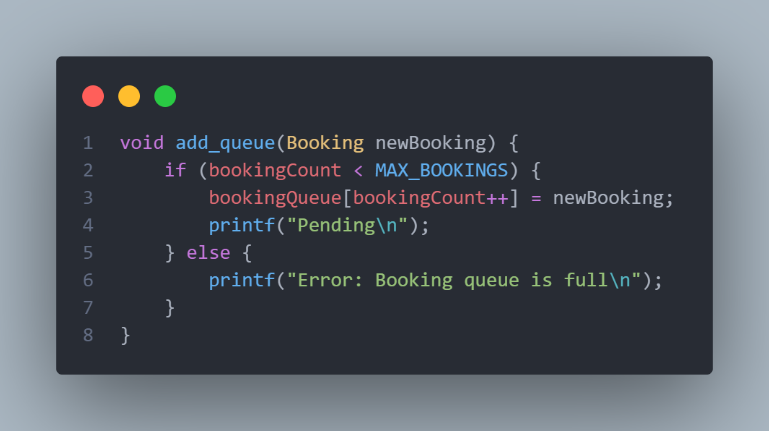 1 void add_queue(Booking newBooking) {
2     if (bookingCount < MAX_BOOKINGS) {
3         bookingQueue[bookingCount++] = newBooking;
4         printf("Pending\n");
5     } else {
6         printf("Error: Booking queue is full\n");
7     }
8 }